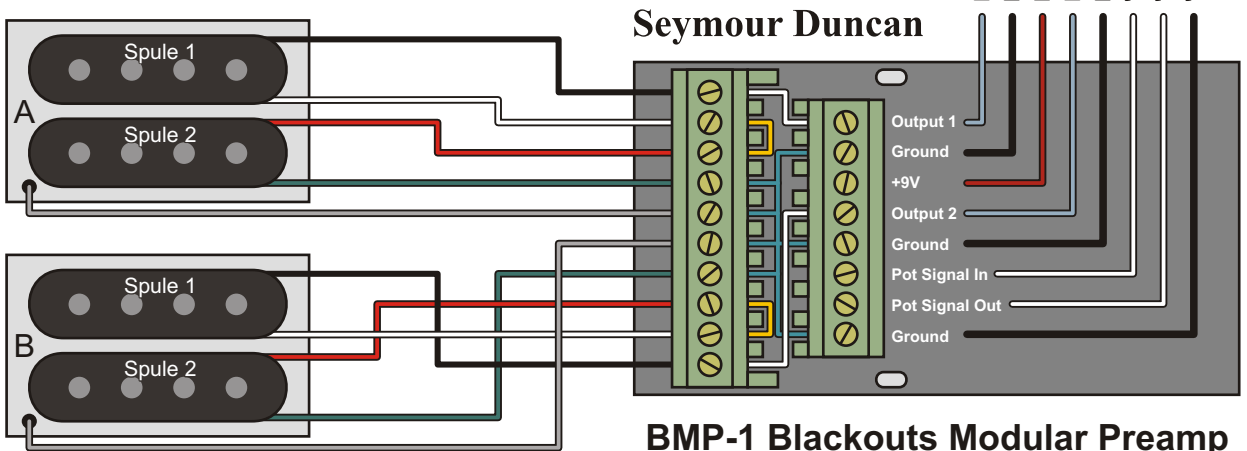 Seymour Duncan
A
Spule 1
Spule 2
B
Spule 1
Spule 2
Output 1
Ground
+9V
Output 2
Ground
Pot Signal In
Pot Signal Out
Ground
BMP-1 Blackouts Modular Preamp